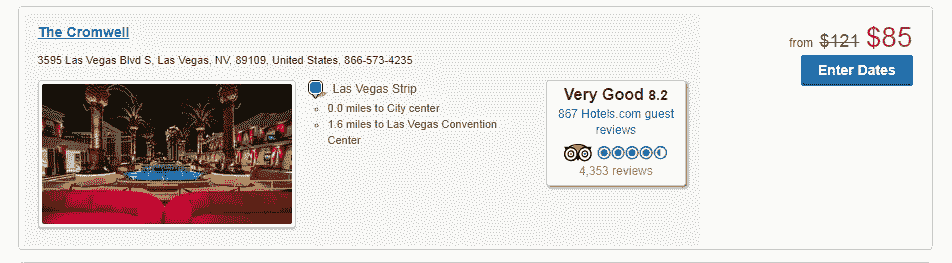 The Cromwell
3595 Las Vegas Blvd S, Las Vegas, NV, 89109, United States, 866-573-4235
from $121 $85
Enter Dates
Las Vegas Strip
0.0 miles to City center
1.6 miles to Las Vegas Convention
Center
Very Good 8.2
867 Hotels.com guest
reviews
4,353 reviews